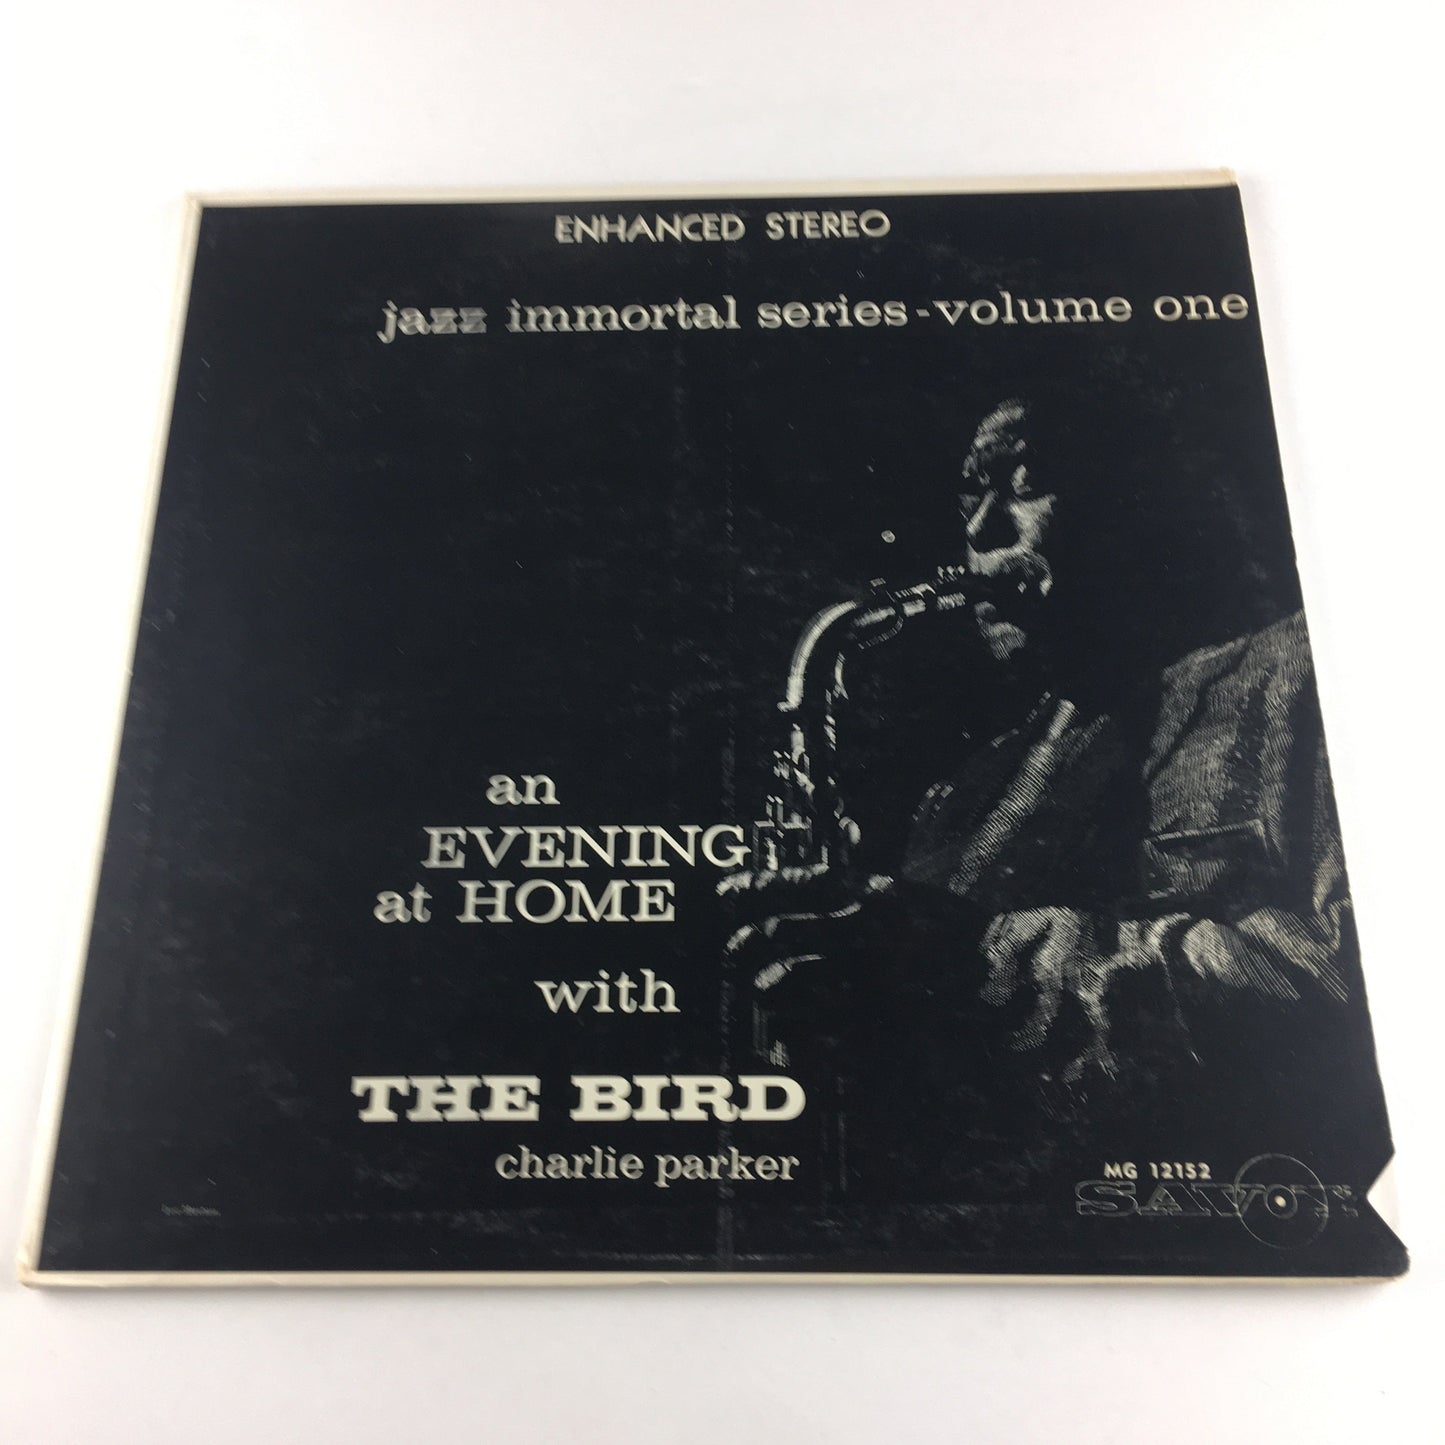 ENHANCED STEREO
jazz immortal series - volume one
an
EVENING
at HOME
with
THE BIRD
charlie parker
MG 12152
SAVOY